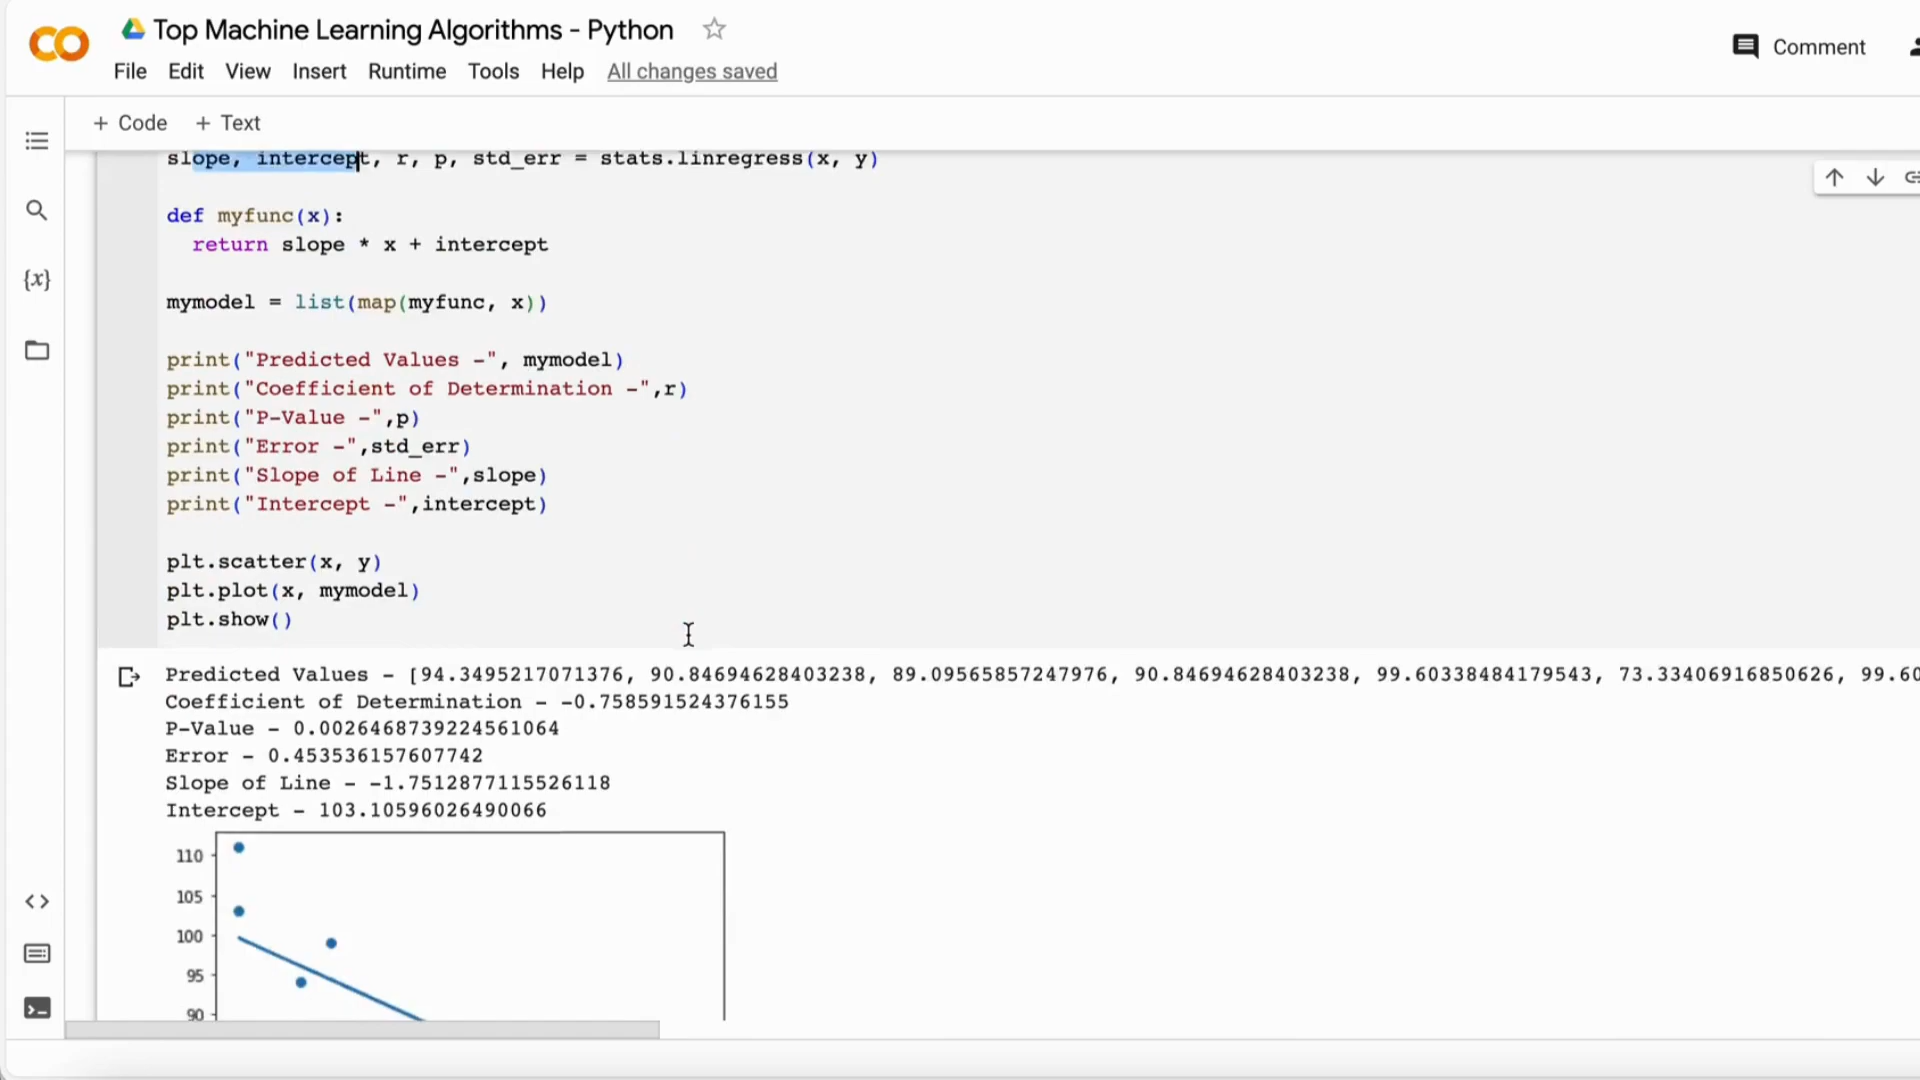 Top Machine Learning Algorithms - Python
Comment
File Edit View Insert Runtime Tools Help All changes saved
+ Code + Text
slope, intercept, r, p, std_err = stats.linregress(x, y)
def myfunc(x):
  return slope * x + intercept
{x}
mymodel = list(map(myfunc, x))
print("Predicted Values -", mymodel)
print("Coefficient of Determination -",r)
print("P-Value -",p)
print("Error -",std_err)
print("Slope of Line -",slope)
print("Intercept -",intercept)
plt.scatter(x, y)
plt.plot(x, mymodel)
plt.show()
Predicted Values - [94.3495217071376, 90.84694628403238, 89.09565857247976, 90.84694628403238, 99.60338484179543, 73.33406916850626, 99.60
Coefficient of Determination - -0.758591524376155
P-Value - 0.0026468739224561064
Error - 0.453536157607742
Slope of Line - -1.7512877115526118
Intercept - 103.10596026490066
110
105
100
95
90